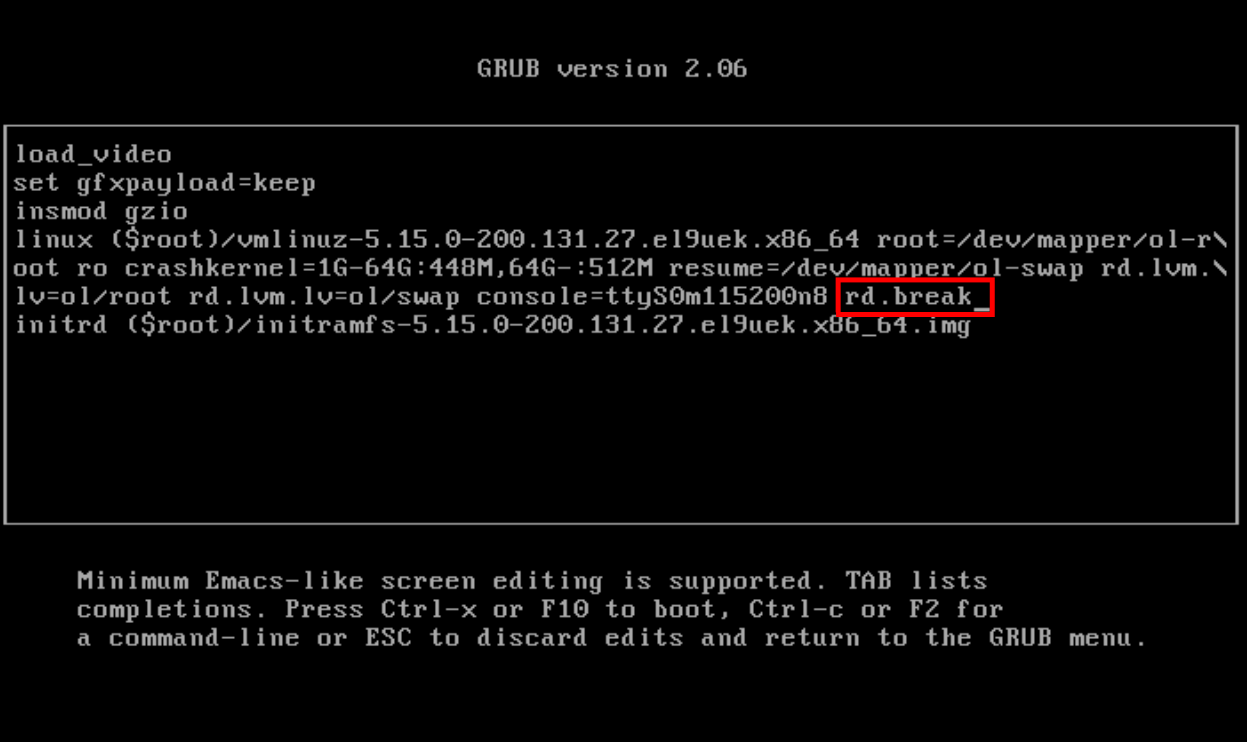 GRUB version 2.06
load_video
set gfxpayload=keep
insmod gzio
linux ($root)/vmlinuz-5.15.0-200.131.27.el9uek.x86_64 root=/dev/mapper/ol-r\
oot ro crashkernel=1G-64G:448M,64G-:512M resume=/dev/mapper/ol-swap rd.lvm.\
lv=ol/root rd.lvm.lv=ol/swap console=ttyS0m115200n8 rd.break_
initrd ($root)/initramfs-5.15.0-200.131.27.el9uek.x86_64.img
Minimum Emacs-like screen editing is supported. TAB lists
completions. Press Ctrl-x or F10 to boot, Ctrl-c or F2 for
a command-line or ESC to discard edits and return to the GRUB menu.